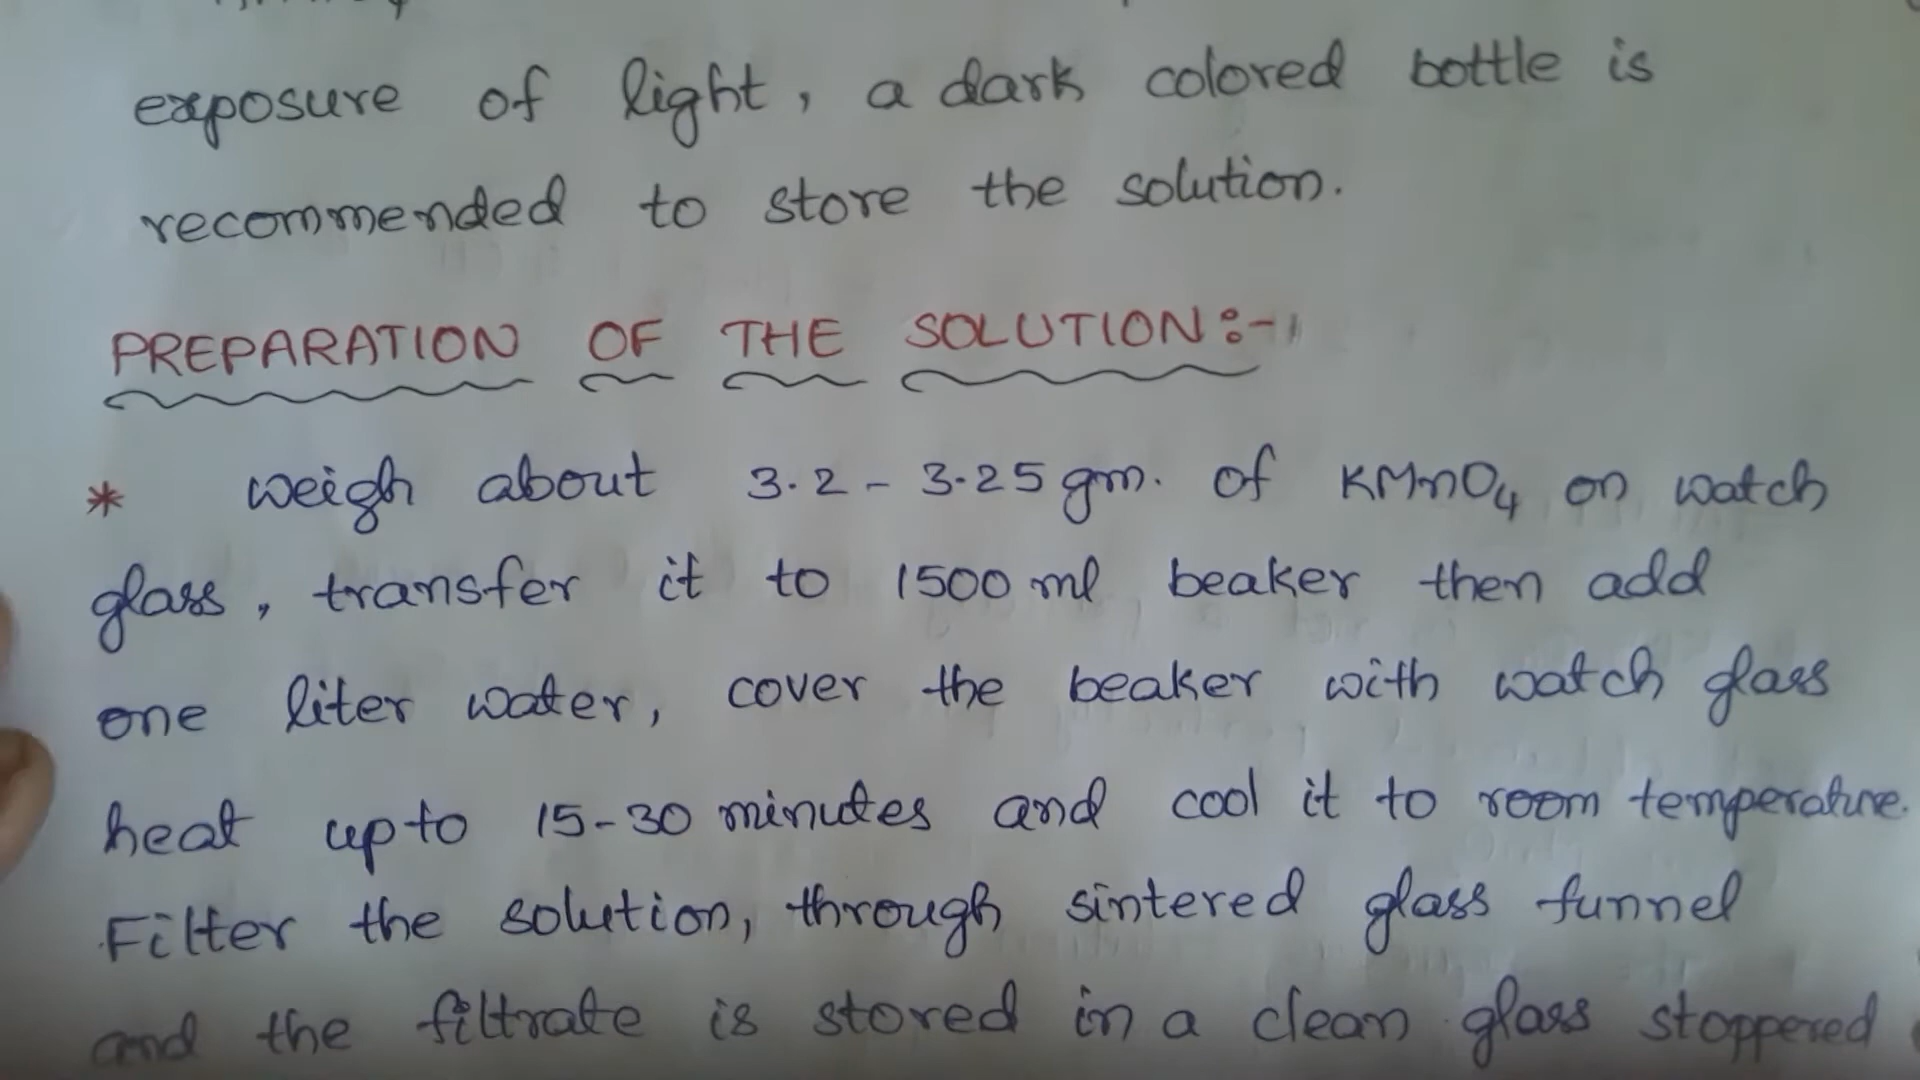 exposure of light, a dark colored bottle is
recommended to store the solution.
PREPARATION OF THE SOLUTION:-
* weigh about 3.2 - 3.25 gm. of KMnO4 on watch
glass, transfer it to 1500 ml beaker then add
one liter water, cover the beaker with watch glass
heat upto 15-30 minutes and cool it to room temperature.
Filter the solution, through sintered glass funnel
and the filtrate is stored in a clean glass stoppered